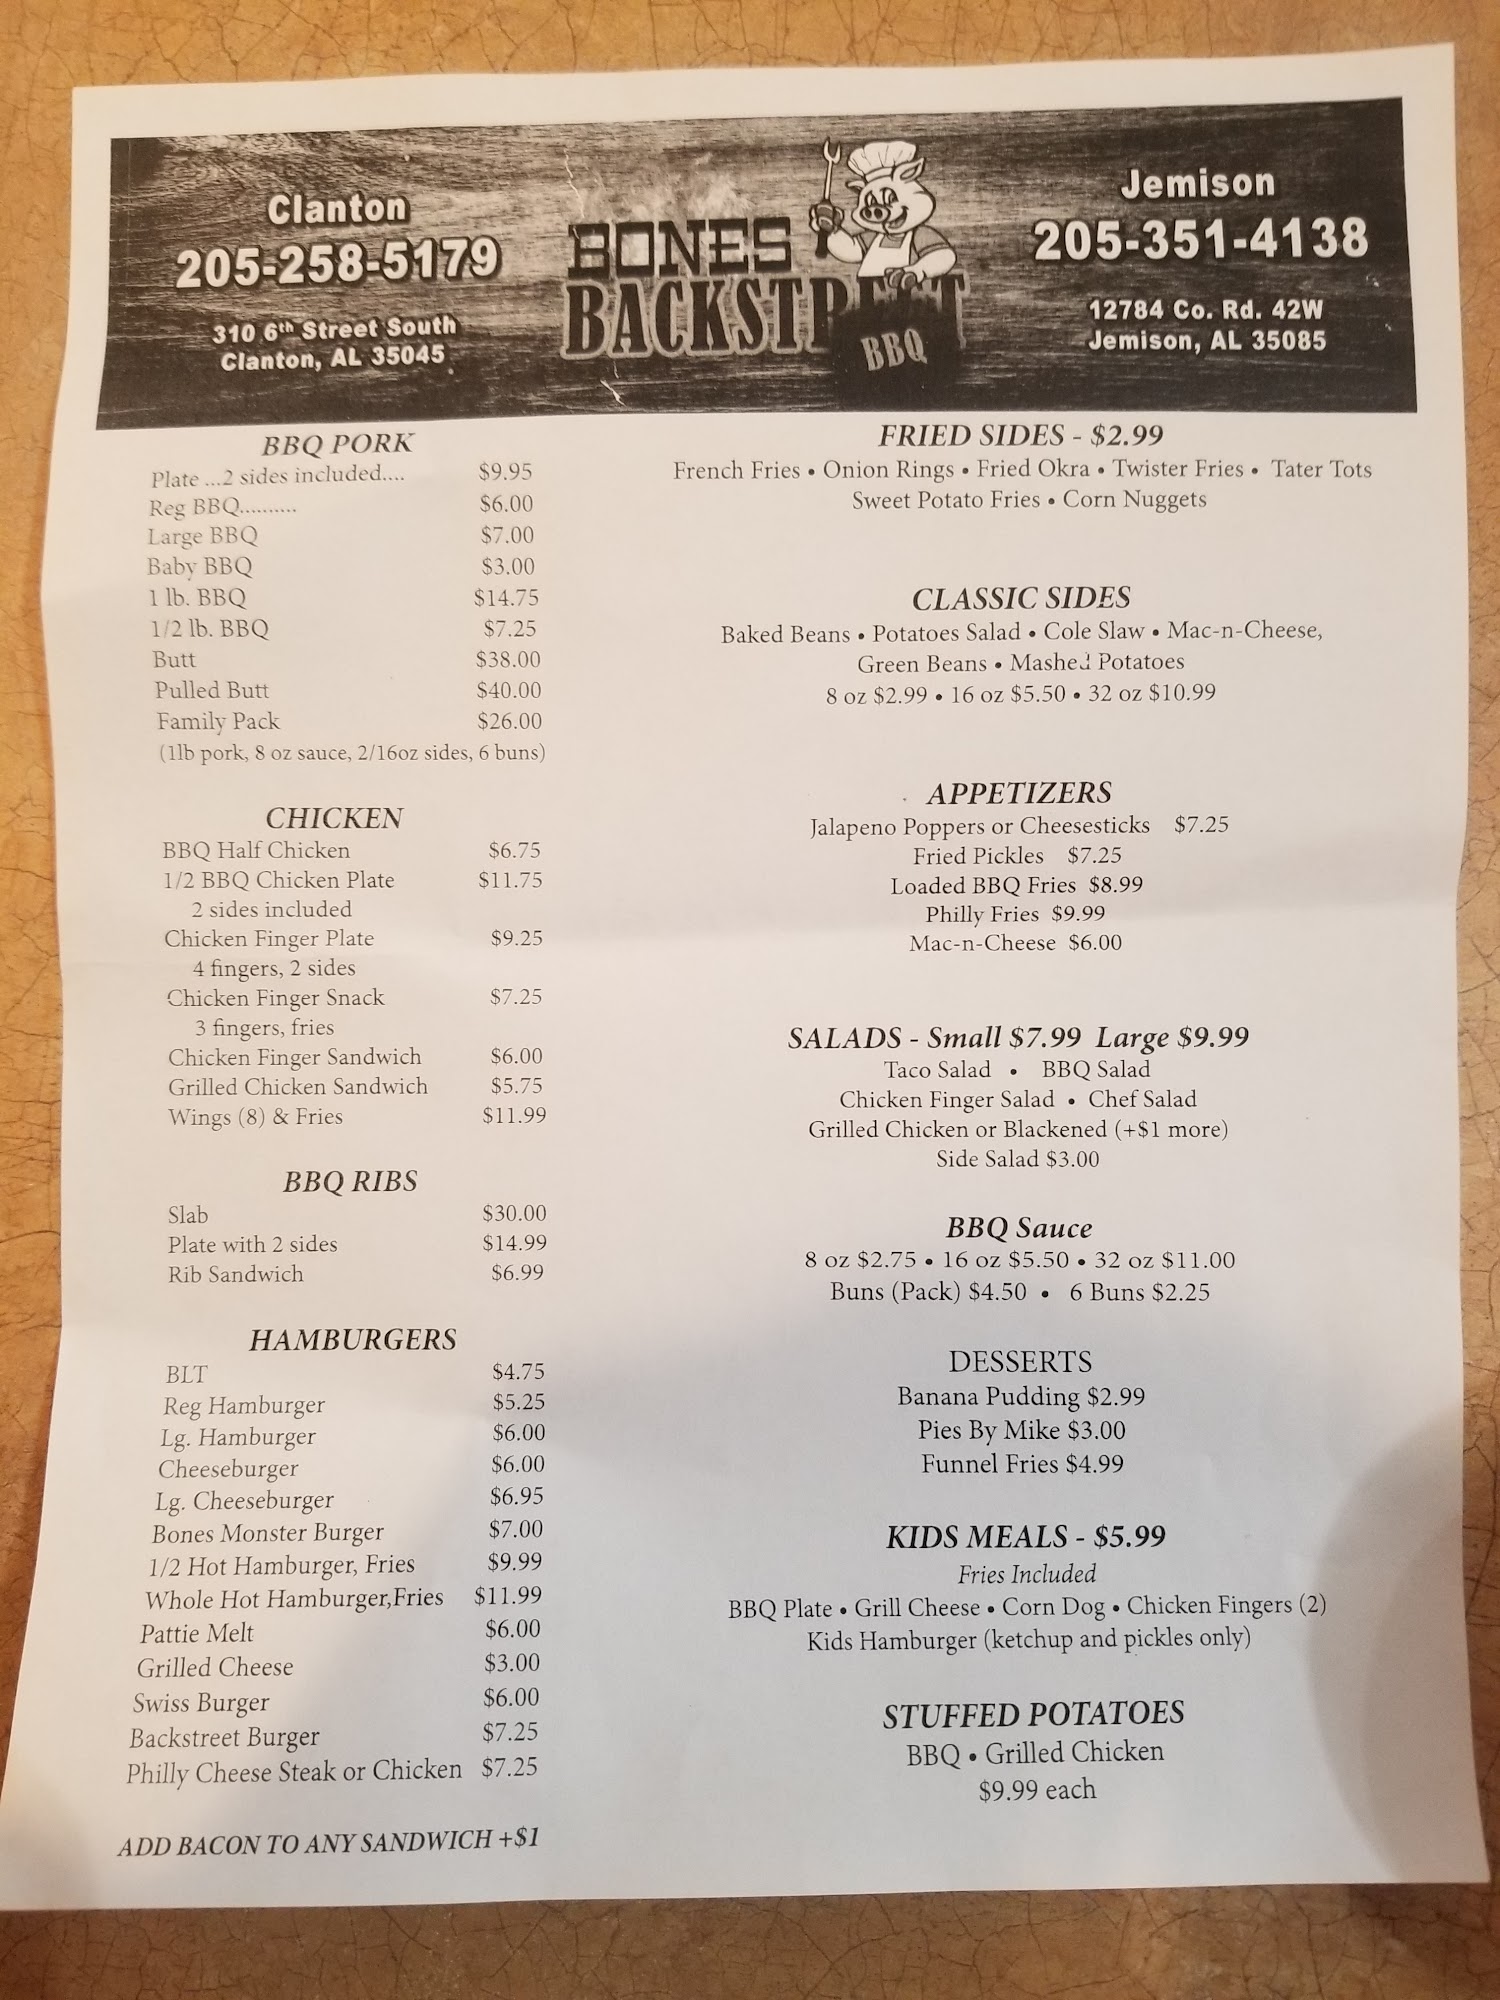 Clanton
205-258-5179
310 6th Street South
Clanton, AL 35045
BONES
BACKSTREET
BBQ
Jemison
205-351-4138
12784 Co. Rd. 42W
Jemison, AL 35085
BBQ PORK
Plate ...2 sides included.... $9.95
Reg BBQ.......... $6.00
Large BBQ $7.00
Baby BBQ $3.00
1 lb. BBQ $14.75
1/2 lb. BBQ $7.25
Butt $38.00
Pulled Butt $40.00
Family Pack $26.00
(1lb pork, 8 oz sauce, 2/16oz sides, 6 buns)
CHICKEN
BBQ Half Chicken $6.75
1/2 BBQ Chicken Plate $11.75
2 sides included
Chicken Finger Plate $9.25
4 fingers, 2 sides
Chicken Finger Snack $7.25
3 fingers, fries
Chicken Finger Sandwich $6.00
Grilled Chicken Sandwich $5.75
Wings (8) & Fries $11.99
BBQ RIBS
Slab $30.00
Plate with 2 sides $14.99
Rib Sandwich $6.99
HAMBURGERS
BLT $4.75
Reg Hamburger $5.25
Lg. Hamburger $6.00
Cheeseburger $6.00
Lg. Cheeseburger $6.95
Bones Monster Burger $7.00
1/2 Hot Hamburger, Fries $9.99
Whole Hot Hamburger,Fries $11.99
Pattie Melt $6.00
Grilled Cheese $3.00
Swiss Burger $6.00
Backstreet Burger $7.25
Philly Cheese Steak or Chicken $7.25
ADD BACON TO ANY SANDWICH +$1
FRIED SIDES - $2.99
French Fries • Onion Rings • Fried Okra • Twister Fries • Tater Tots
Sweet Potato Fries • Corn Nuggets
CLASSIC SIDES
Baked Beans • Potatoes Salad • Cole Slaw • Mac-n-Cheese,
Green Beans • Mashed Potatoes
8 oz $2.99 • 16 oz $5.50 • 32 oz $10.99
APPETIZERS
Jalapeno Poppers or Cheesesticks $7.25
Fried Pickles $7.25
Loaded BBQ Fries $8.99
Philly Fries $9.99
Mac-n-Cheese $6.00
SALADS - Small $7.99 Large $9.99
Taco Salad • BBQ Salad
Chicken Finger Salad • Chef Salad
Grilled Chicken or Blackened (+$1 more)
Side Salad $3.00
BBQ Sauce
8 oz $2.75 • 16 oz $5.50 • 32 oz $11.00
Buns (Pack) $4.50 • 6 Buns $2.25
DESSERTS
Banana Pudding $2.99
Pies By Mike $3.00
Funnel Fries $4.99
KIDS MEALS - $5.99
Fries Included
BBQ Plate • Grill Cheese • Corn Dog • Chicken Fingers (2)
Kids Hamburger (ketchup and pickles only)
STUFFED POTATOES
BBQ • Grilled Chicken
$9.99 each